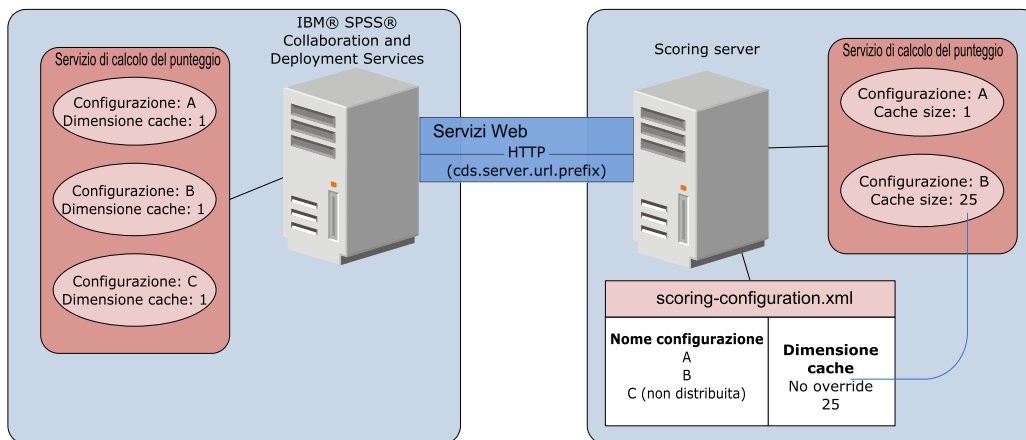 IBM® SPSS®
Collaboration and
Deployment Services
Servizio di calcolo del punteggio
Configurazione: A
Dimensione cache: 1
Configurazione: B
Dimensione cache: 1
Configurazione: C
Dimensione cache: 1
Servizi Web
HTTP
(cds.server.url.prefix)
Scoring server
Servizio di calcolo del punteggio
Configurazione: A
Cache size: 1
Configurazione: B
Cache size: 25
scoring-configuration.xml
Nome configurazione
A
B
C (non distribuita)
Dimensione
cache
No override
25